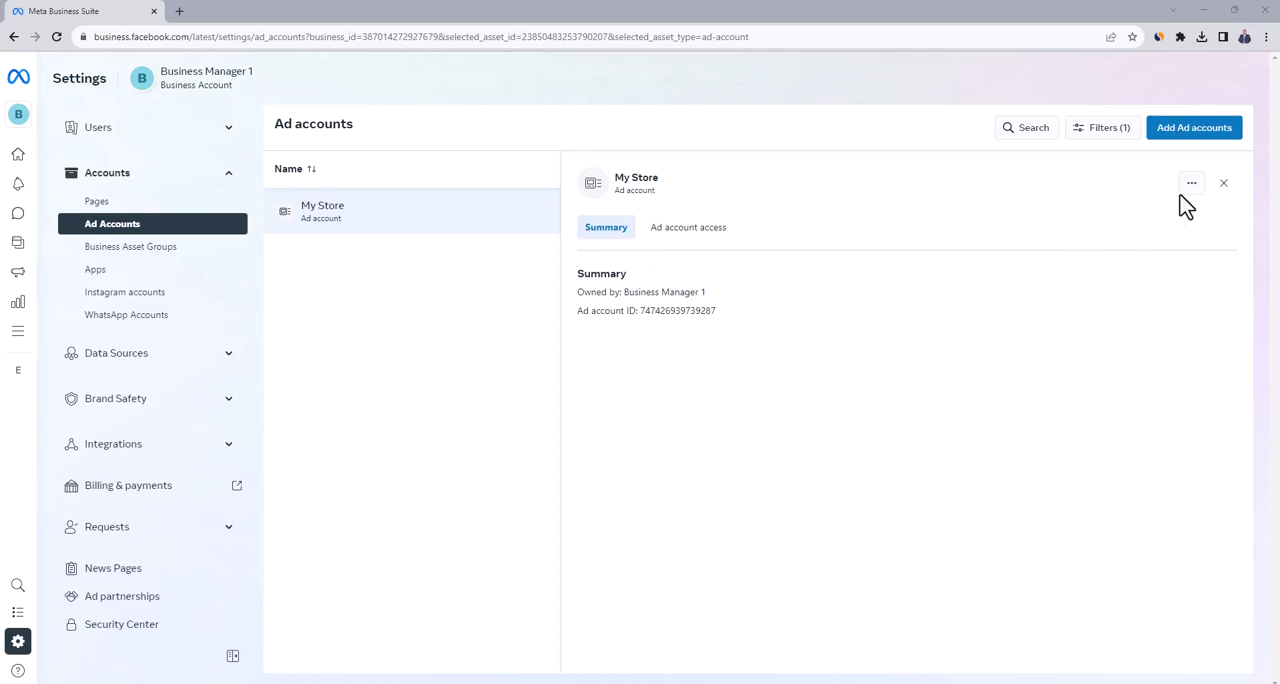 Meta Business Suite
business.facebook.com/latest/settings/ad_accounts?business_id=387014272927679&selected_asset_id=23850483253790207&selected_asset_type=ad-account
Settings
B
Business Manager 1
Business Account
B
Users
Accounts
Pages
Ad Accounts
Business Asset Groups
Apps
Instagram accounts
WhatsApp Accounts
E
Data Sources
Brand Safety
Integrations
Billing & payments
Requests
News Pages
Ad partnerships
Security Center
Ad accounts
Search
Filters (1)
Add Ad accounts
Name
My Store
Ad account
My Store
Ad account
Summary
Ad account access
Summary
Owned by: Business Manager 1
Ad account ID: 747426939739287